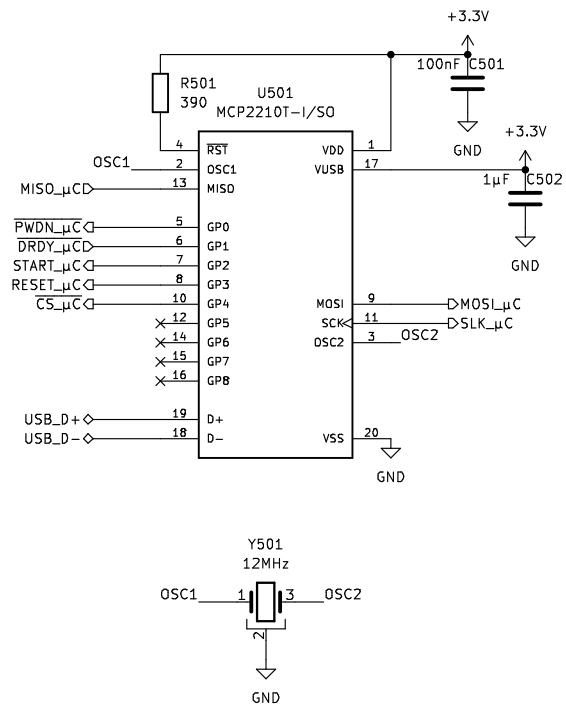 +3.3V
100nF C501
GND
R501
390
U501
MCP2210T-I/SO
+3.3V
1µF C502
GND
4 RST VDD 1
OSC1 2 OSC1 VUSB 17
MISO_µC 13 MISO
PWDN_µC 5 GP0
DRDY_µC 6 GP1
START_µC 7 GP2
RESET_µC 8 GP3
CS_µC 10 GP4 MOSI 9 MOSI_µC
12 GP5 SCK 11 SLK_µC
14 GP6 OSC2 3 OSC2
15 GP7
16 GP8
USB_D+ 19 D+
USB_D- 18 D- VSS 20
GND
Y501
12MHz
OSC1 1 3 OSC2
2
GND